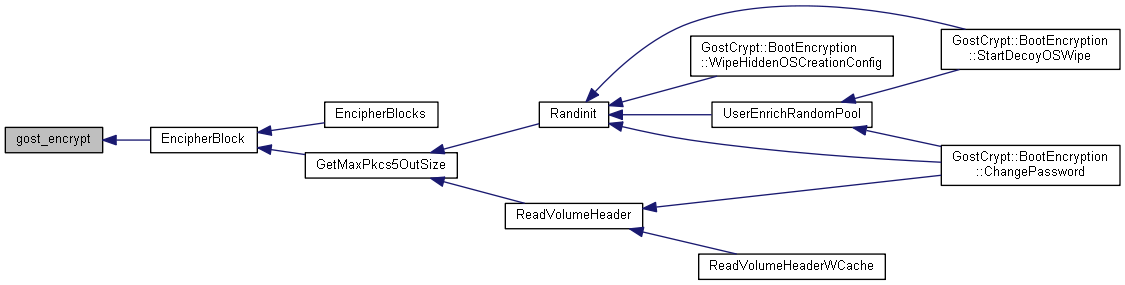 gost_encrypt
EncipherBlock
EncipherBlocks
GetMaxPkcs5OutSize
Randinit
ReadVolumeHeader
GostCrypt::BootEncryption
::WipeHiddenOSCreationConfig
UserEnrichRandomPool
ReadVolumeHeaderWCache
GostCrypt::BootEncryption
::StartDecoyOSWipe
GostCrypt::BootEncryption
::ChangePassword